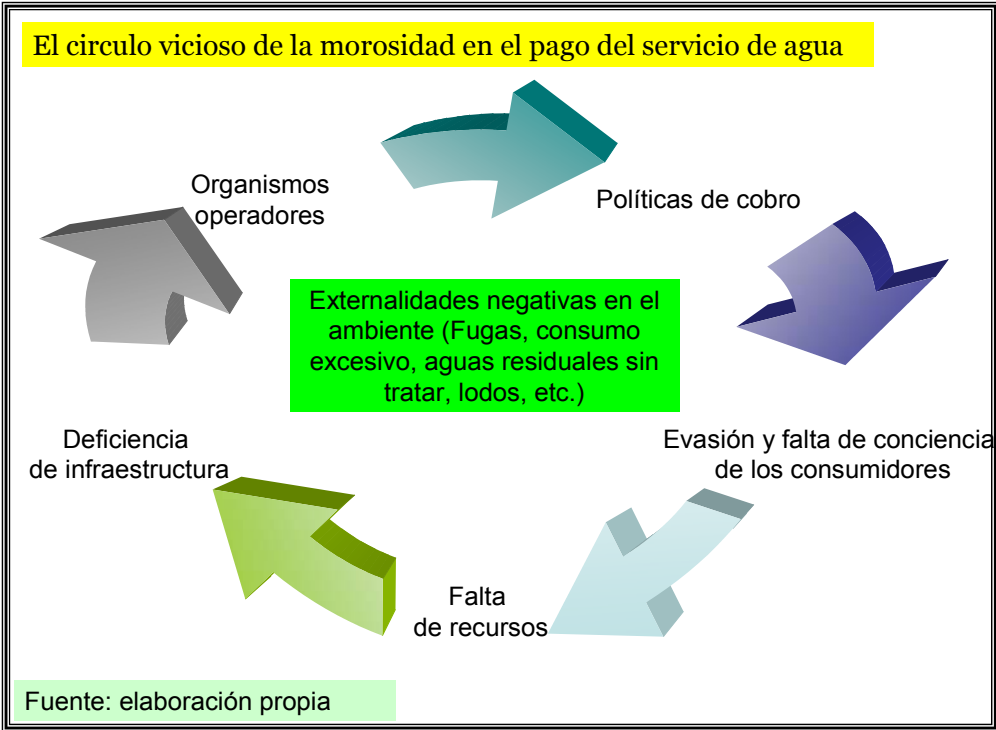 El circulo vicioso de la morosidad en el pago del servicio de agua
Organismos
operadores
Políticas de cobro
Externalidades negativas en el
ambiente (Fugas, consumo
excesivo, aguas residuales sin
tratar, lodos, etc.)
Deficiencia
de infraestructura
Evasión y falta de conciencia
de los consumidores
Falta
de recursos
Fuente: elaboración propia